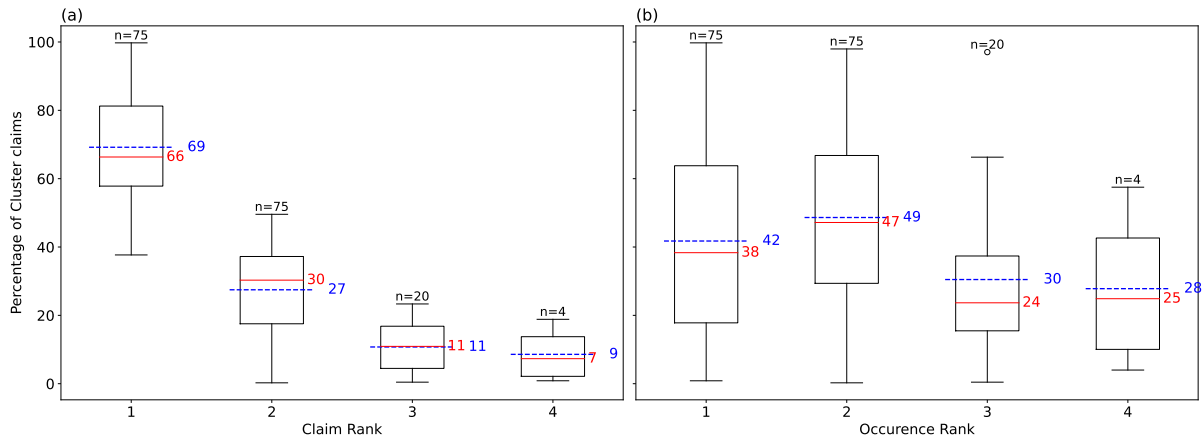 (a)
(b)
Percentage of Cluster claims
100
80
60
40
20
0
n=75
69
66
n=75
30
27
n=20
11
11
n=4
7
9
1
2
3
4
Claim Rank
n=75
42
38
n=75
49
47
n=20
30
24
n=4
28
25
1
2
3
4
Occurence Rank